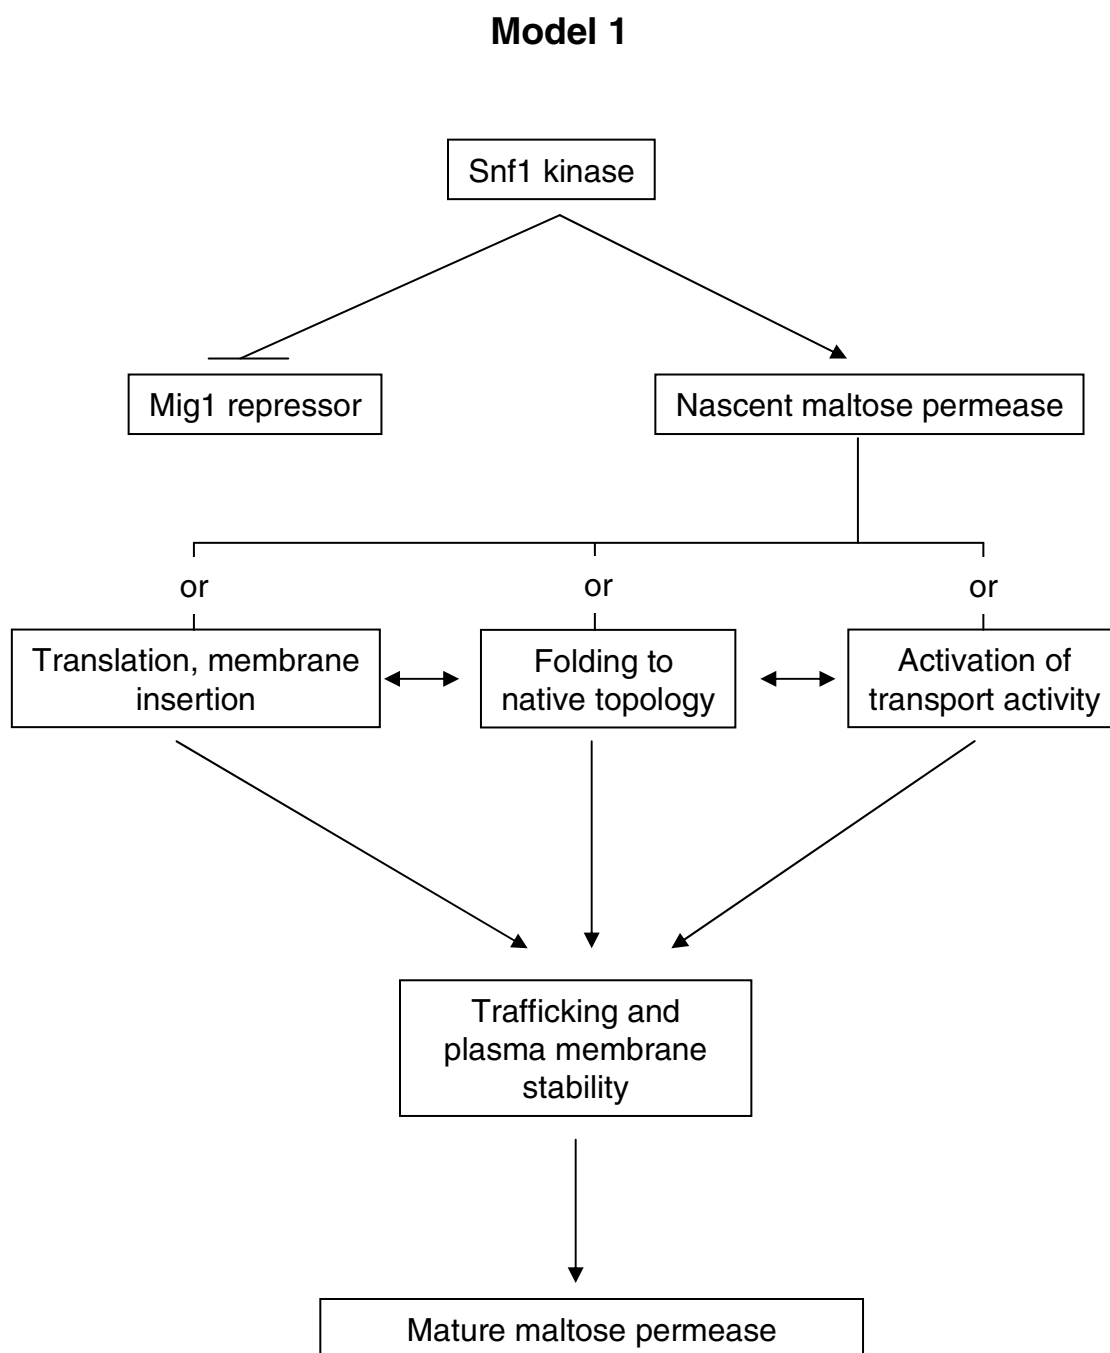 Model 1
Snf1 kinase
Mig1 repressor
Nascent maltose permease
or
or
or
Translation, membrane
insertion
Folding to
native topology
Activation of
transport activity
Trafficking and
plasma membrane
stability
Mature maltose permease